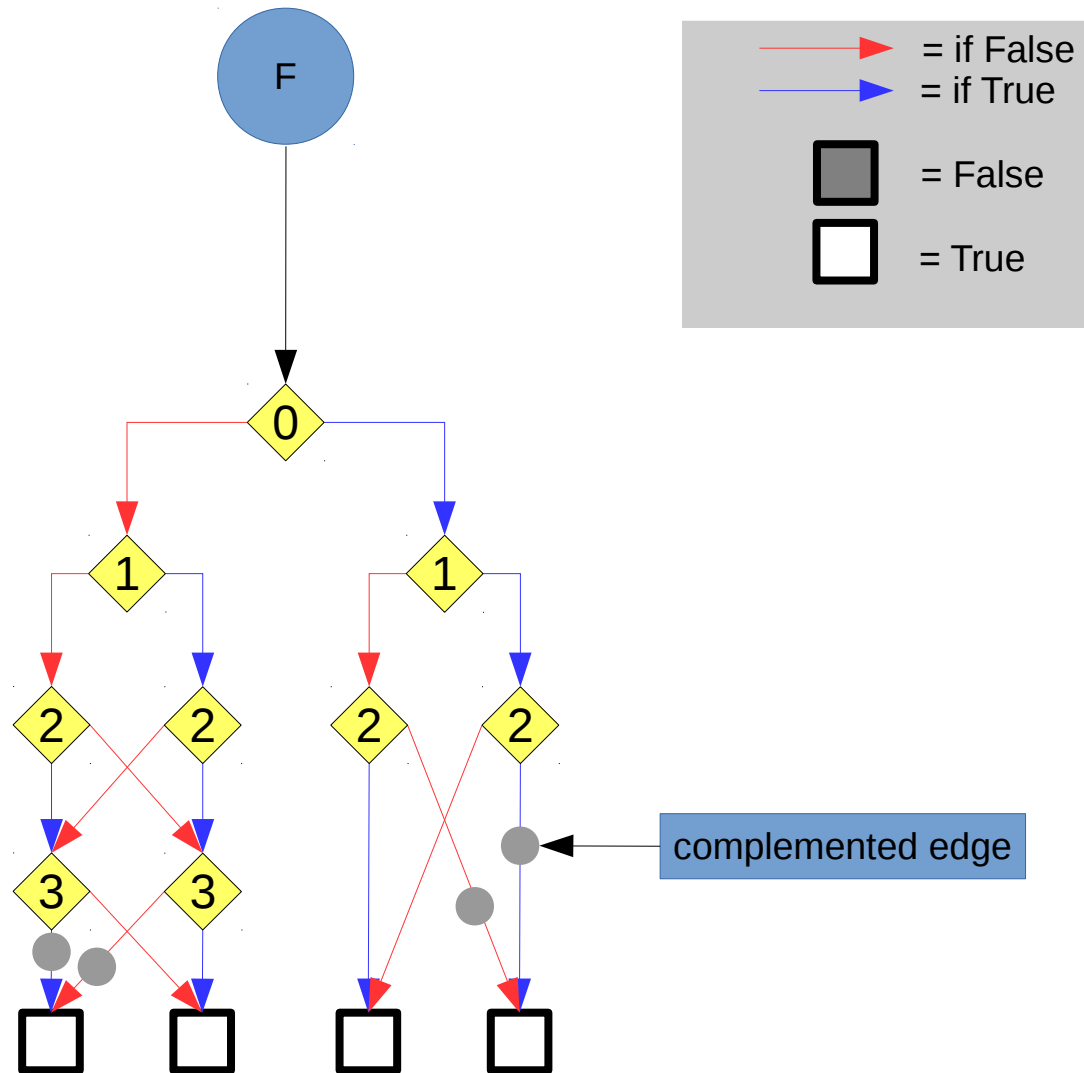 F
= if False
= if True
= False
= True
0
1 1
2 2 2 2
complemented edge
3 3